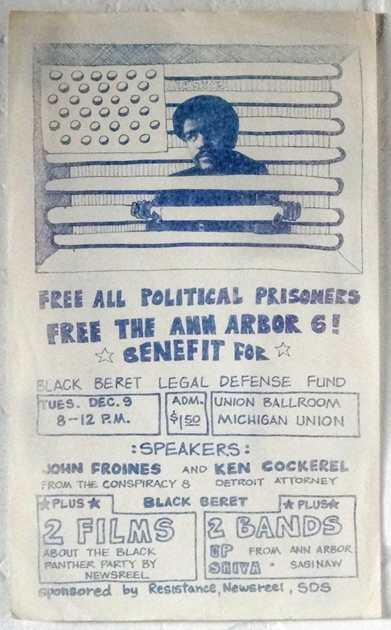 FREE ALL POLITICAL PRISONERS
FREE THE ANN ARBOR 6!
☆ BENEFIT FOR ☆
BLACK BERET LEGAL DEFENSE FUND
TUES. DEC. 9
8-12 P.M.
ADM.
$1.50
UNION BALLROOM
MICHIGAN UNION
:SPEAKERS:
JOHN FROINES AND KEN COCKEREL
FROM THE CONSPIRACY 8 DETROIT ATTORNEY
★PLUS★ BLACK BERET ★PLUS★
2 FILMS
ABOUT THE BLACK
PANTHER PARTY BY
NEWSREEL
2 BANDS
UP FROM ANN ARBOR
SHIVA " SAGINAW
sponsored by Resistance, Newsreel, SDS